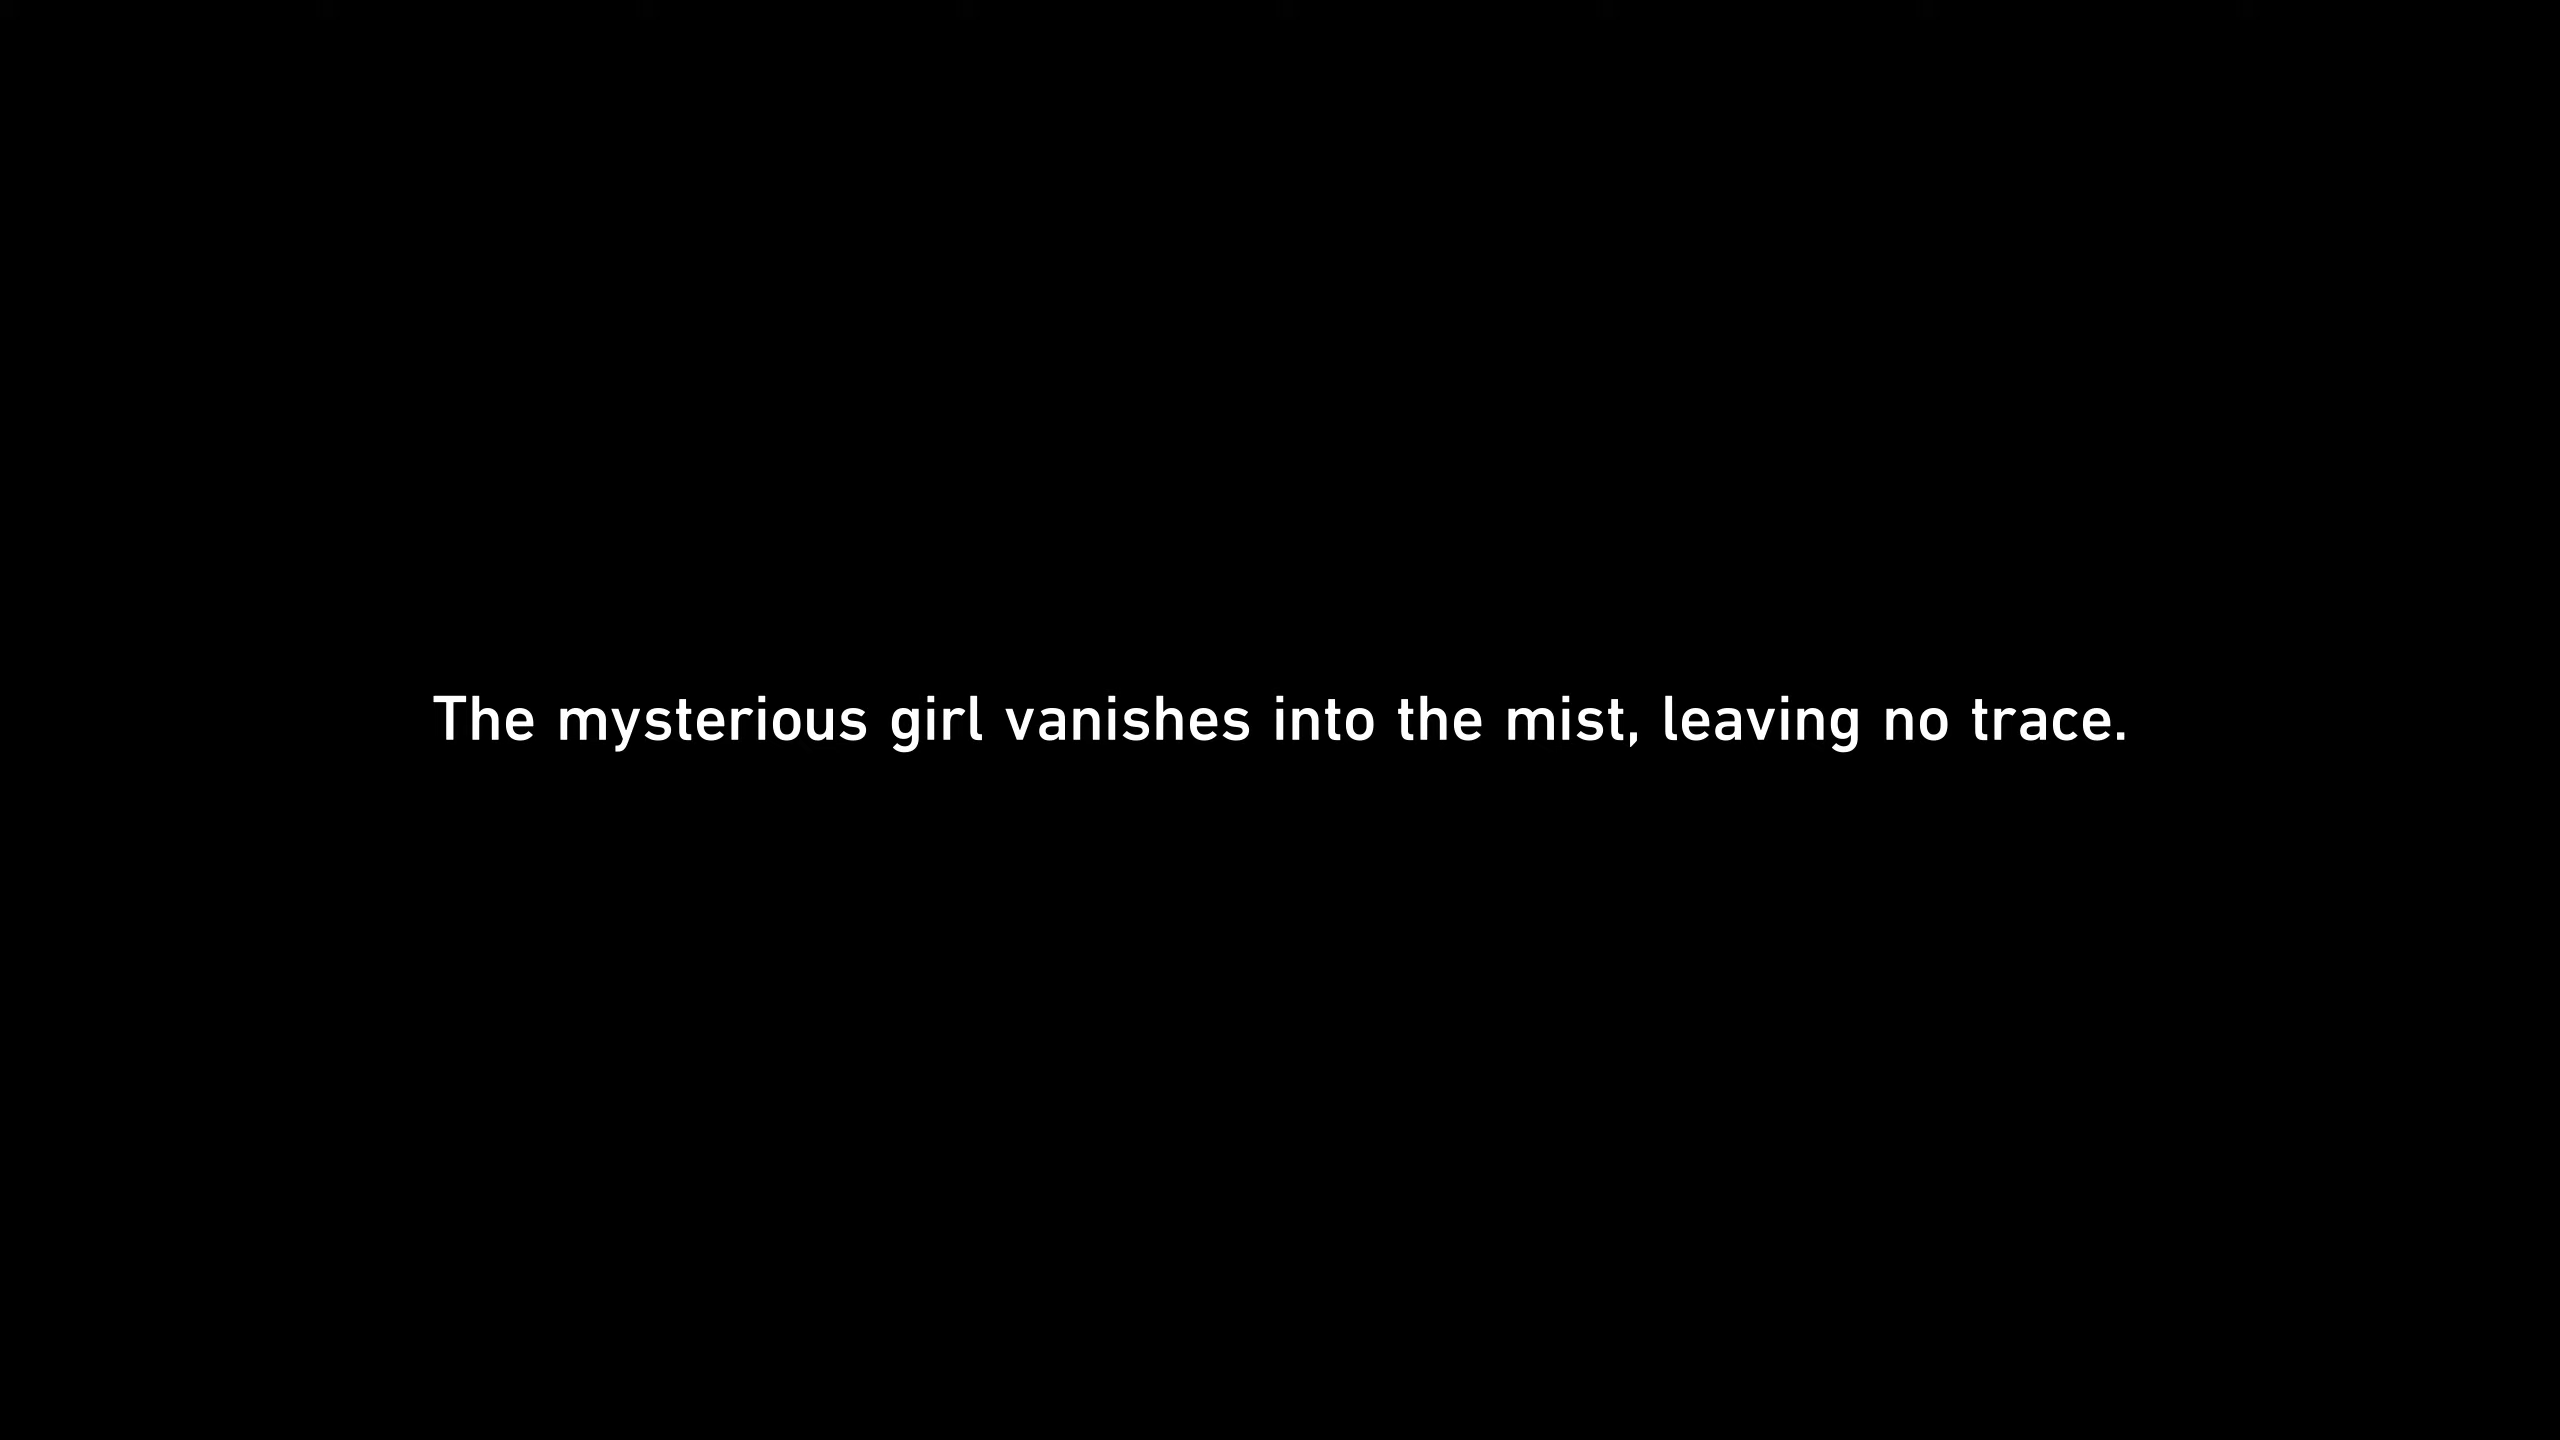 The mysterious girl vanishes into the mist, leaving no trace.